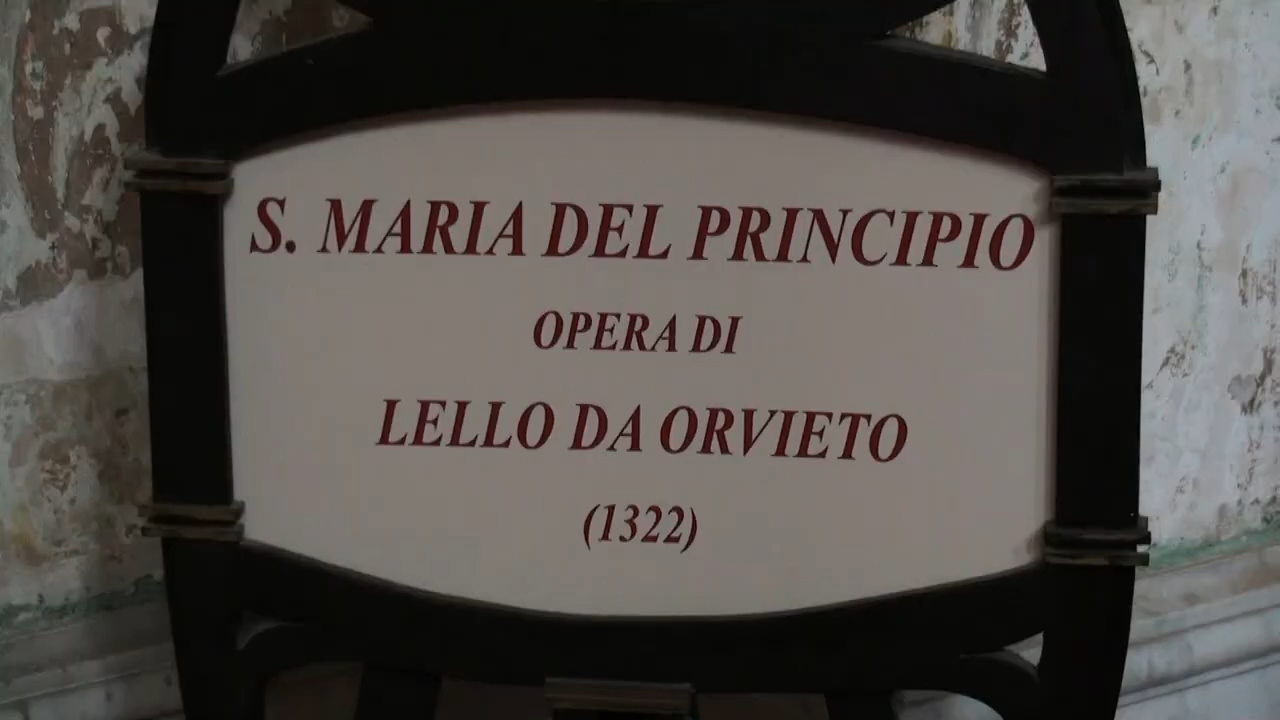 S. MARIA DEL PRINCIPIO
OPERA DI
LELLO DA ORVIETO
(1322)